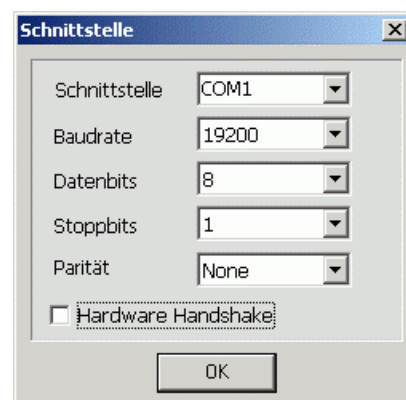 Schnittstelle
Schnittstelle COM1
Baudrate 19200
Datenbits 8
Stoppbits 1
Parität None
Hardware Handshake
OK